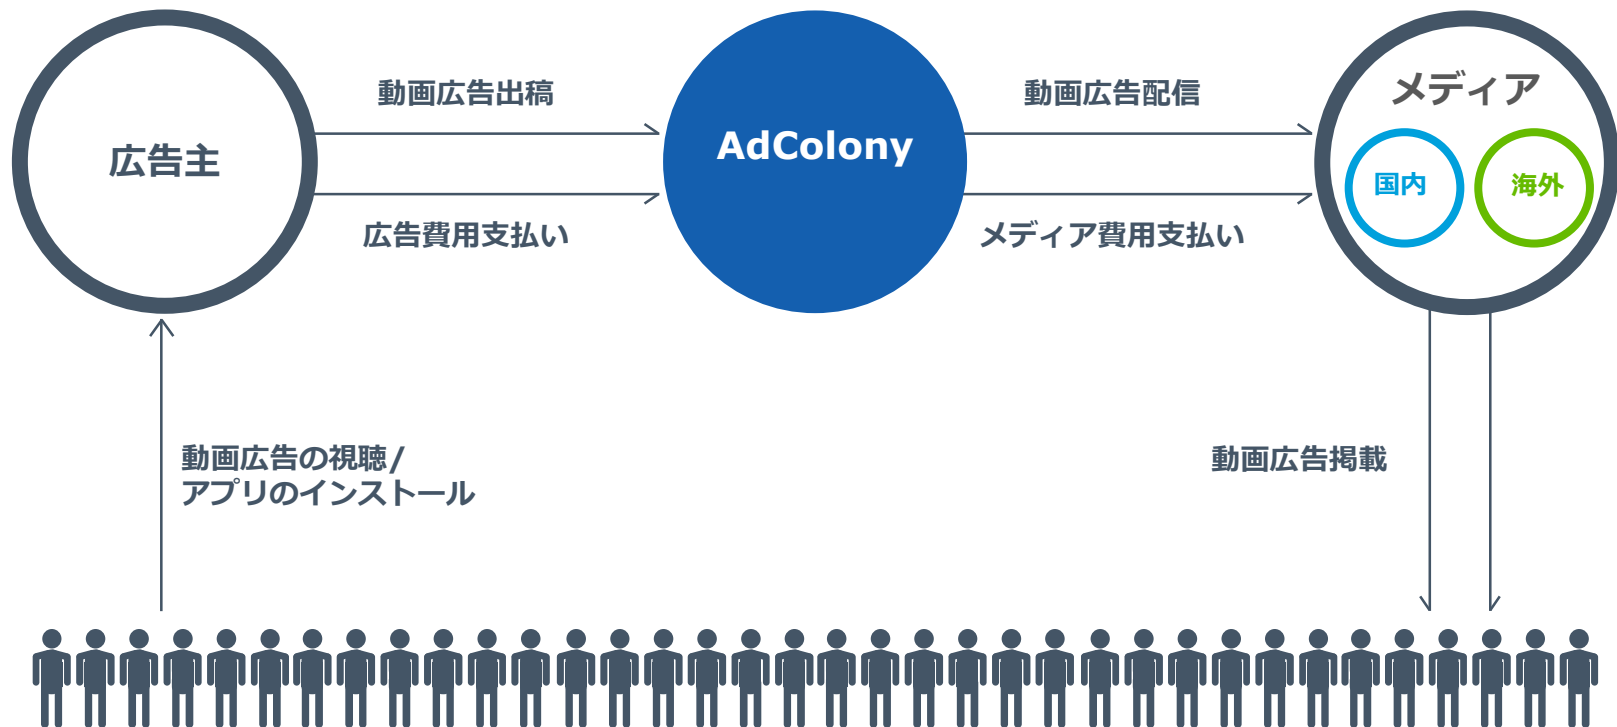 広告主
動画広告出稿
広告費用支払い
AdColony
動画広告配信
メディア費用支払い
メディア
国内
海外
動画広告の視聴/
アプリのインストール
動画広告掲載